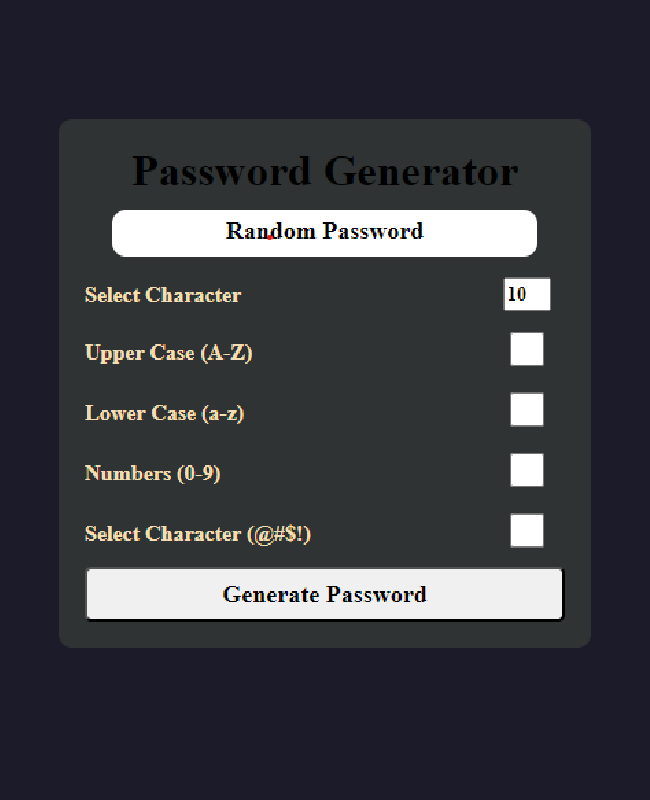 Password Generator
Random Password
Select Character 10
Upper Case (A-Z)
Lower Case (a-z)
Numbers (0-9)
Select Character (@#$!)
Generate Password